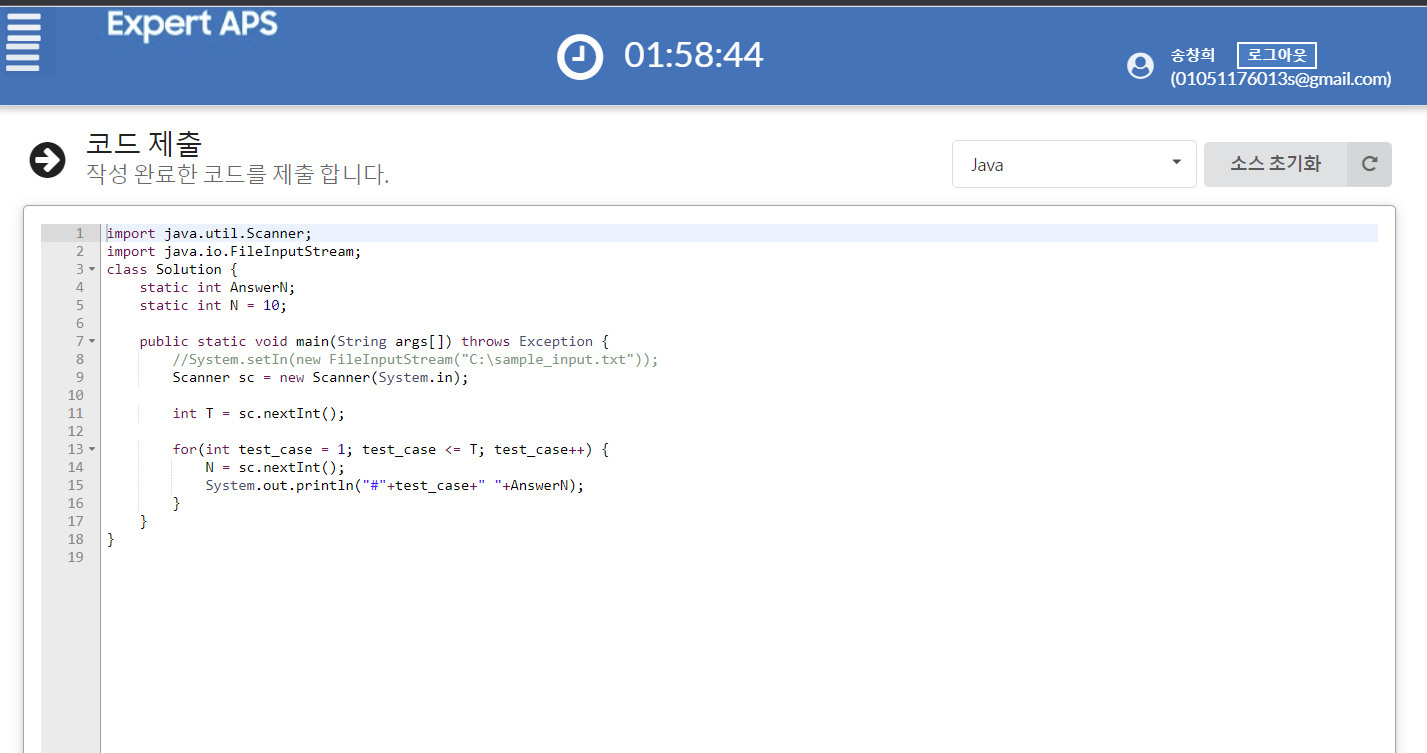 Expert APS
01:58:44
송창희 로그아웃
(01051176013s@gmail.com)
코드 제출
작성 완료한 코드를 제출 합니다.
Java
소스 초기화
1 import java.util.Scanner;
2 import java.io.FileInputStream;
3 class Solution {
4 static int AnswerN;
5 static int N = 10;
6
7 public static void main(String args[]) throws Exception {
8 //System.setIn(new FileInputStream("C:\sample_input.txt"));
9 Scanner sc = new Scanner(System.in);
10
11 int T = sc.nextInt();
12
13 for(int test_case = 1; test_case <= T; test_case++) {
14 N = sc.nextInt();
15 System.out.println("#"+test_case+" "+AnswerN);
16 }
17 }
18 }
19